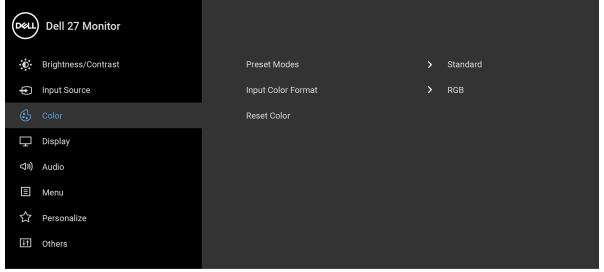 DELL Dell 27 Monitor
Brightness/Contrast
Input Source
Color
Display
Audio
Menu
Personalize
Others
Preset Modes > Standard
Input Color Format > RGB
Reset Color